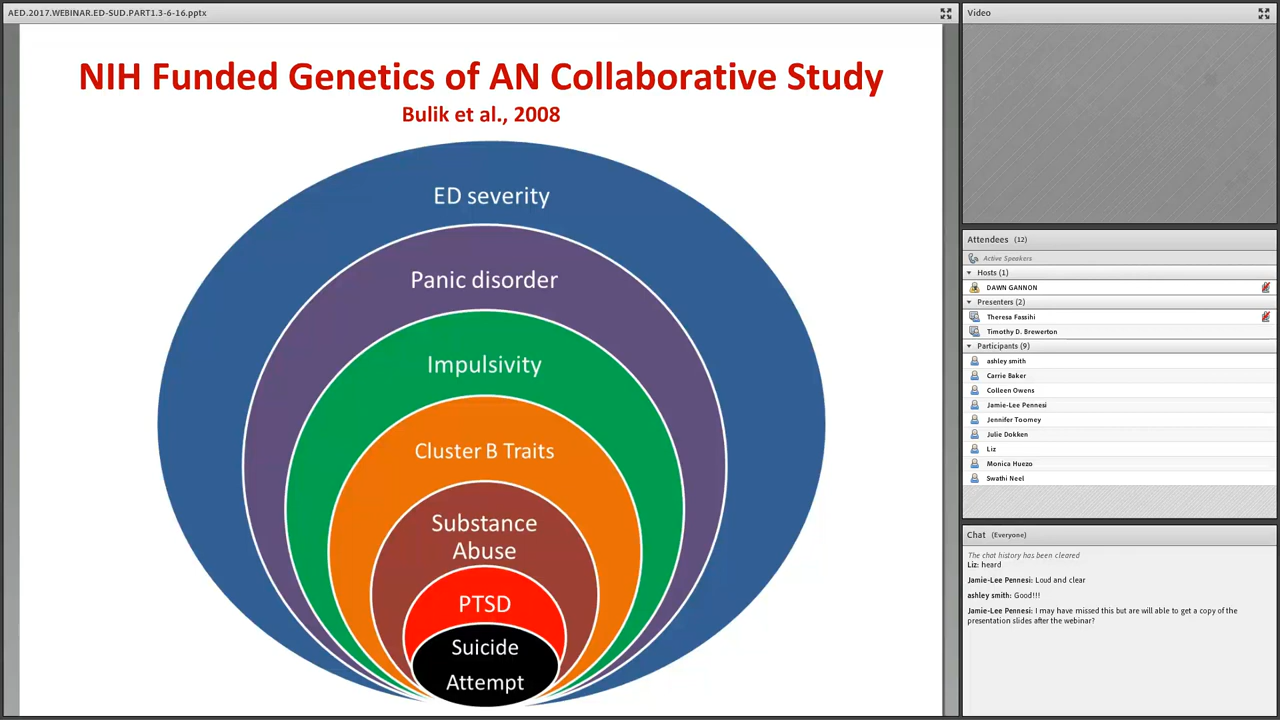 AED.2017.WEBINAR.ED-SUD.PART1.3-6-16.pptx
NIH Funded Genetics of AN Collaborative Study
Bulik et al., 2008
ED severity
Panic disorder
Impulsivity
Cluster B Traits
Substance
Abuse
PTSD
Suicide
Attempt
Video
Attendees (12)
Active Speakers
Hosts (1)
DAWN GANNON
Presenters (2)
Theresa Fassihi
Timothy D. Brewerton
Participants (9)
ashley smith
Carrie Baker
Colleen Owens
Jamie-Lee Pennesi
Jennifer Toomey
Julie Dokken
Liz
Monica Huezo
Swathi Neel
Chat (Everyone)
The chat history has been cleared
Liz: heard
Jamie-Lee Pennesi: Loud and clear
ashley smith: Good!!!
Jamie-Lee Pennesi: I may have missed this but are will able to get a copy of the
presentation slides after the webinar?